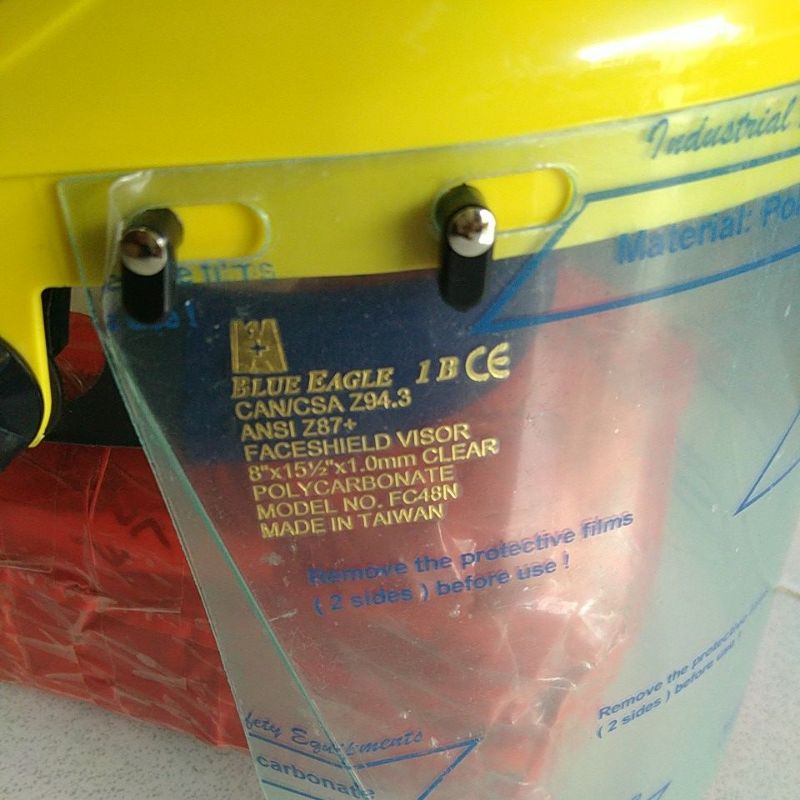 Industrial
Material:
BLUE EAGLE 1B CE
CAN/CSA Z94.3
ANSI Z87+
FACESHIELD VISOR
8"x15½"x1.0mm CLEAR
POLYCARBONATE
MODEL NO. FC48N
MADE IN TAIWAN
Remove the protective films
( 2 sides ) before use !
Remove the protective films
( 2 sides ) before use !
fety Equipments
carbonate